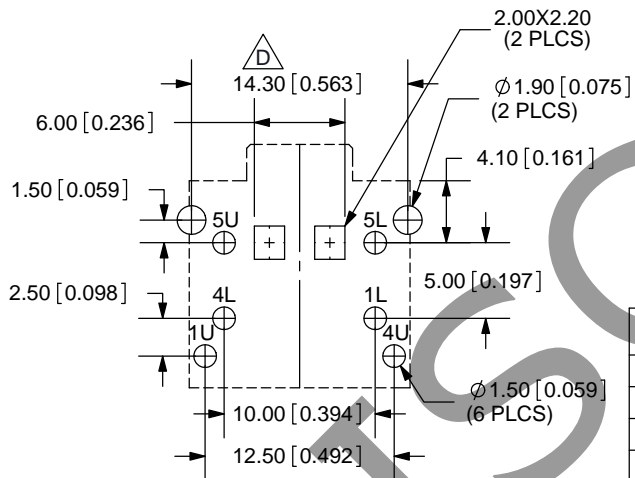 2.00X2.20
(2 PLCS)
D
14.30 [0.563]
Ø1.90 [0.075]
(2 PLCS)
6.00 [0.236]
4.10 [0.161]
1.50 [0.059]
5U
5L
5.00 [0.197]
2.50 [0.098]
4L
1L
1U
4U
Ø1.50 [0.059]
(6 PLCS)
10.00 [0.394]
12.50 [0.492]